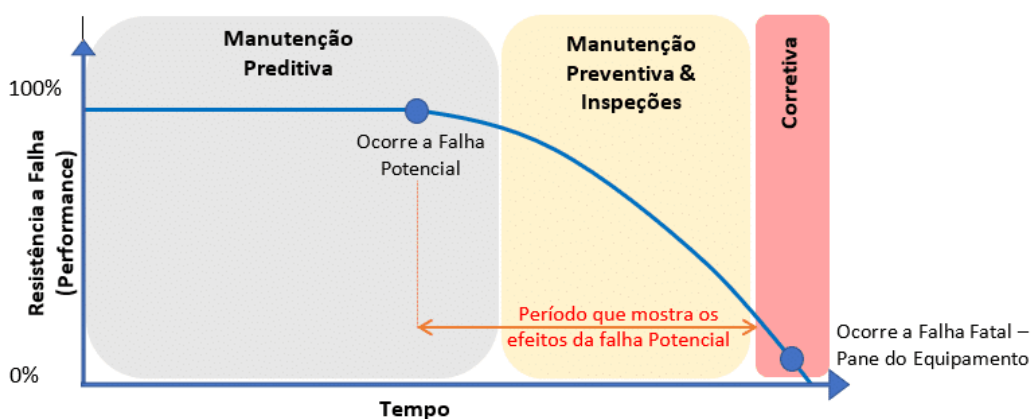 Manutenção
Preditiva
Manutenção
Preventiva &
Inspeções
Corretiva
100%
Resistência a Falha
(Performance)
Ocorre a Falha
Potencial
Período que mostra os
efeitos da falha Potencial
Ocorre a Falha Fatal –
Pane do Equipamento
0%
Tempo